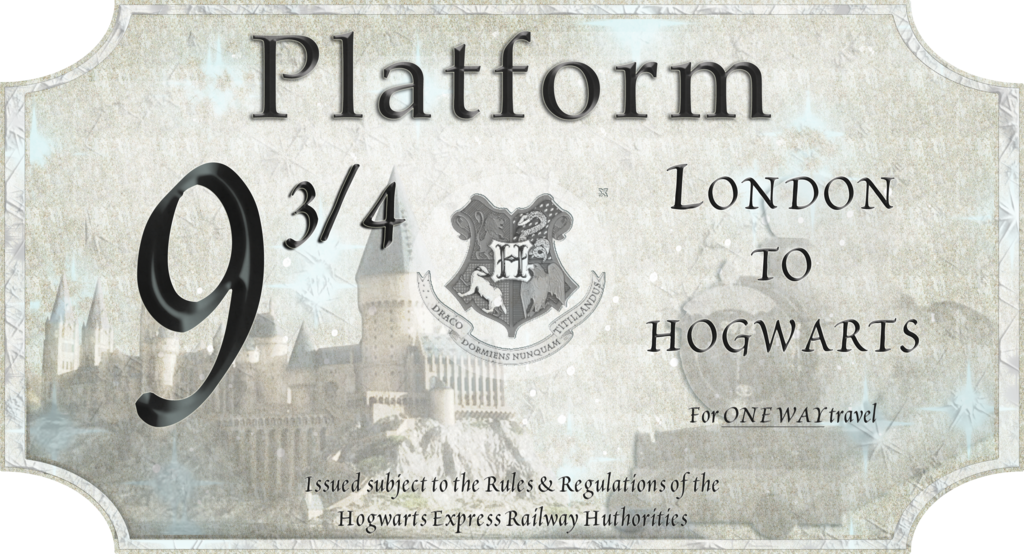 Platform
9 3/4
LONDON
TO
HOGWARTS
For ONE WAY travel
H
DRACO DORMIENS NUNQUAM TITILLANDUS
Issued subject to the Rules & Regulations of the
Hogwarts Express Railway Huthorities